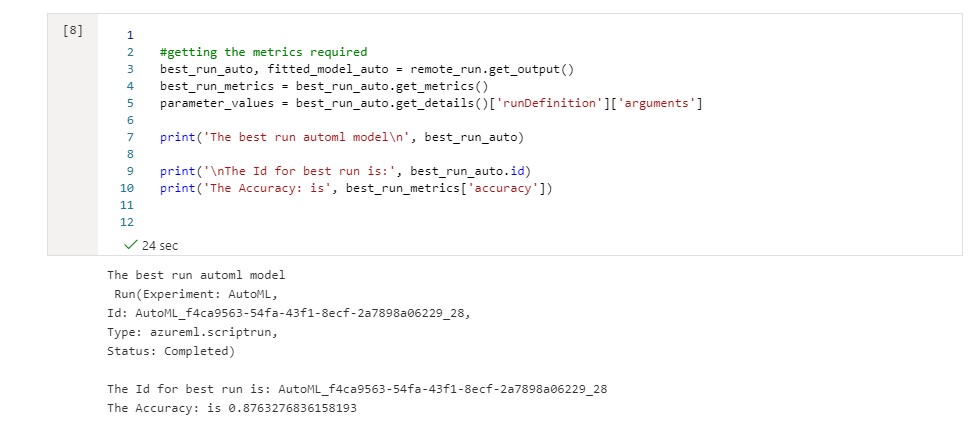 [8]
1
2 #getting the metrics required
3 best_run_auto, fitted_model_auto = remote_run.get_output()
4 best_run_metrics = best_run_auto.get_metrics()
5 parameter_values = best_run_auto.get_details()['runDefinition']['arguments']
6
7 print('The best run automl model\n', best_run_auto)
8
9 print('\nThe Id for best run is:', best_run_auto.id)
10 print('The Accuracy: is', best_run_metrics['accuracy'])
11
12
24 sec
The best run automl model
Run(Experiment: AutoML,
Id: AutoML_f4ca9563-54fa-43f1-8ecf-2a7898a06229_28,
Type: azureml.scriptrun,
Status: Completed)
The Id for best run is: AutoML_f4ca9563-54fa-43f1-8ecf-2a7898a06229_28
The Accuracy: is 0.8763276836158193